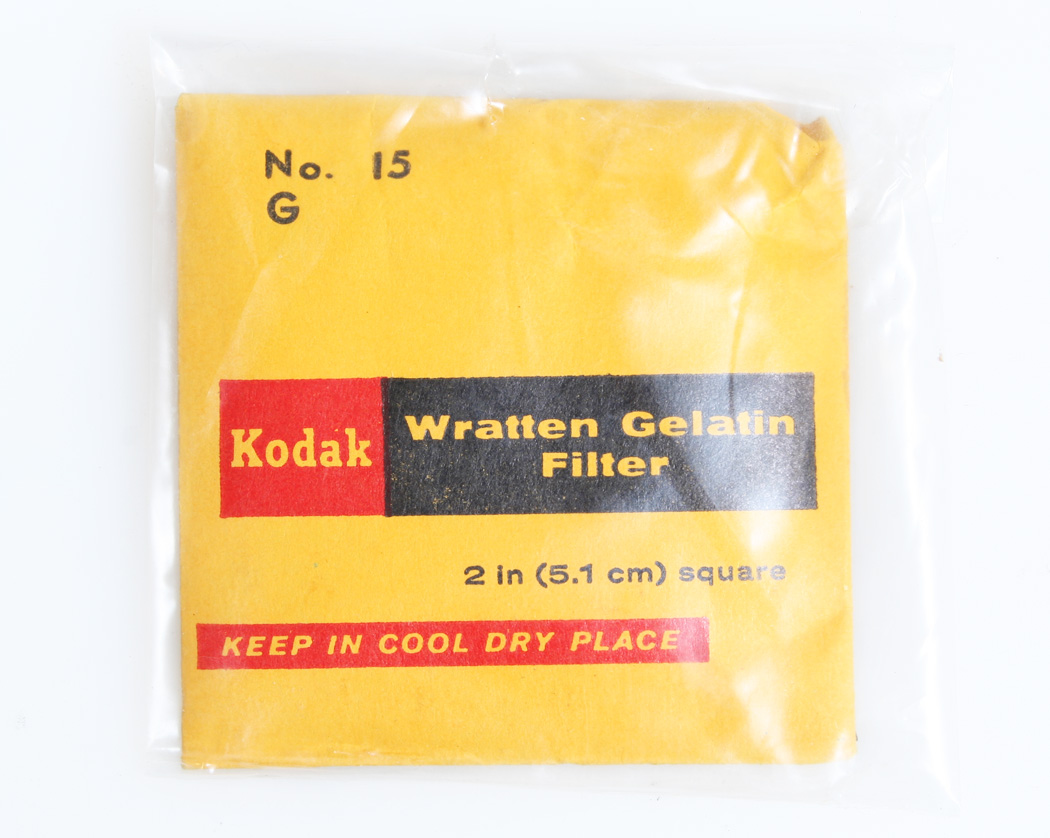 No. 15
G
Kodak
Wratten Gelatin
Filter
2 in (5.1 cm) square
KEEP IN COOL DRY PLACE